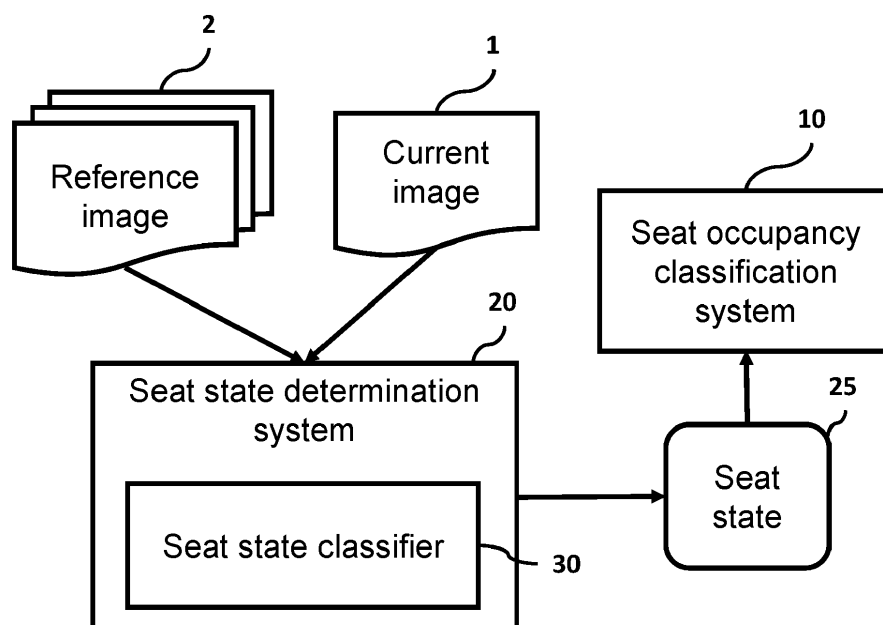 2
1
Reference
image
Current
image
10
Seat occupancy
classification
system
20
Seat state determination
system
25
Seat
state
Seat state classifier
30